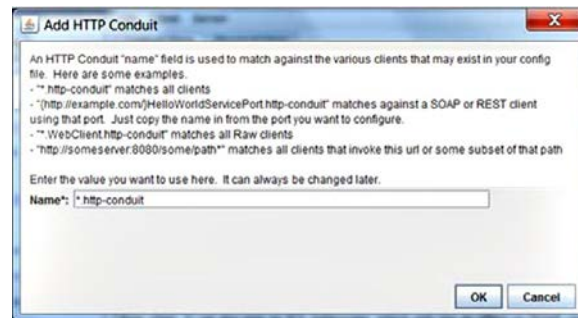 Add HTTP Conduit
An HTTP Conduit "name" field is used to match against the various clients that may exist in your config
file. Here are some examples.
- "*.http-conduit" matches all clients
- "{http://example.com/}HelloWorldServicePort.http-conduit" matches against a SOAP or REST client
using that port. Just copy the name in from the port you want to configure.
- "*.WebClient.http-conduit" matches all Raw clients
- "http://someserver:8080/some/path*" matches all clients that invoke this url or some subset of that path
Enter the value you want to use here. It can always be changed later.
Name*: *.http-conduit
OK Cancel